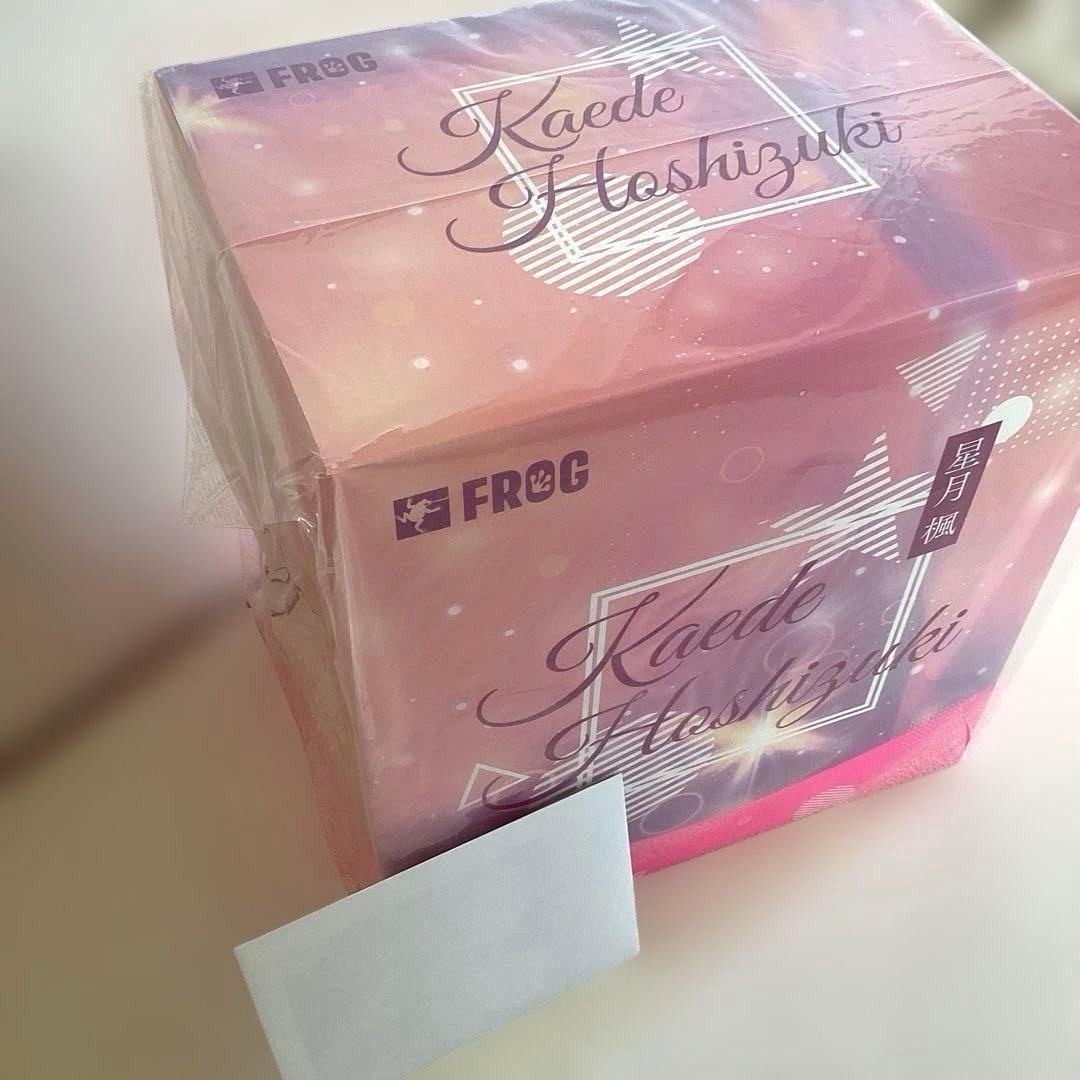 FROG
Kaede
Hoshizuki
FROG
星月 楓
Kaede
Hoshizuki